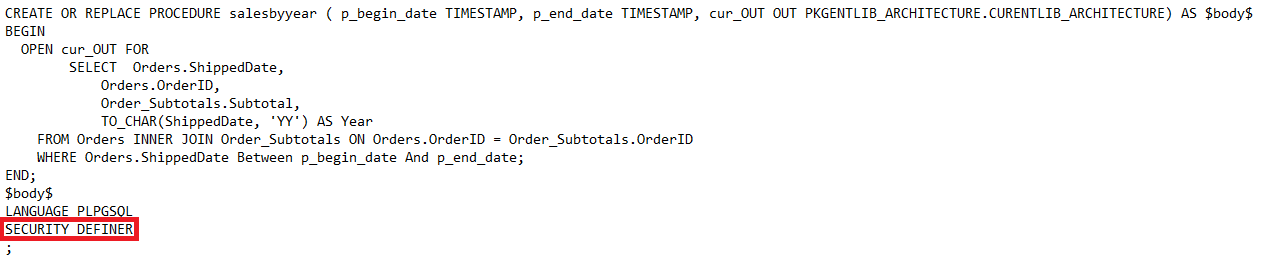 CREATE OR REPLACE PROCEDURE salesbyyear ( p_begin_date TIMESTAMP, p_end_date TIMESTAMP, cur_OUT OUT PKGENTLIB_ARCHITECTURE.CURENTLIB_ARCHITECTURE) AS $body$
BEGIN
  OPEN cur_OUT FOR
        SELECT  Orders.ShippedDate,
            Orders.OrderID,
            Order_Subtotals.Subtotal,
            TO_CHAR(ShippedDate, 'YY') AS Year
    FROM Orders INNER JOIN Order_Subtotals ON Orders.OrderID = Order_Subtotals.OrderID
    WHERE Orders.ShippedDate Between p_begin_date And p_end_date;
END;
$body$
LANGUAGE PLPGSQL
SECURITY DEFINER
;